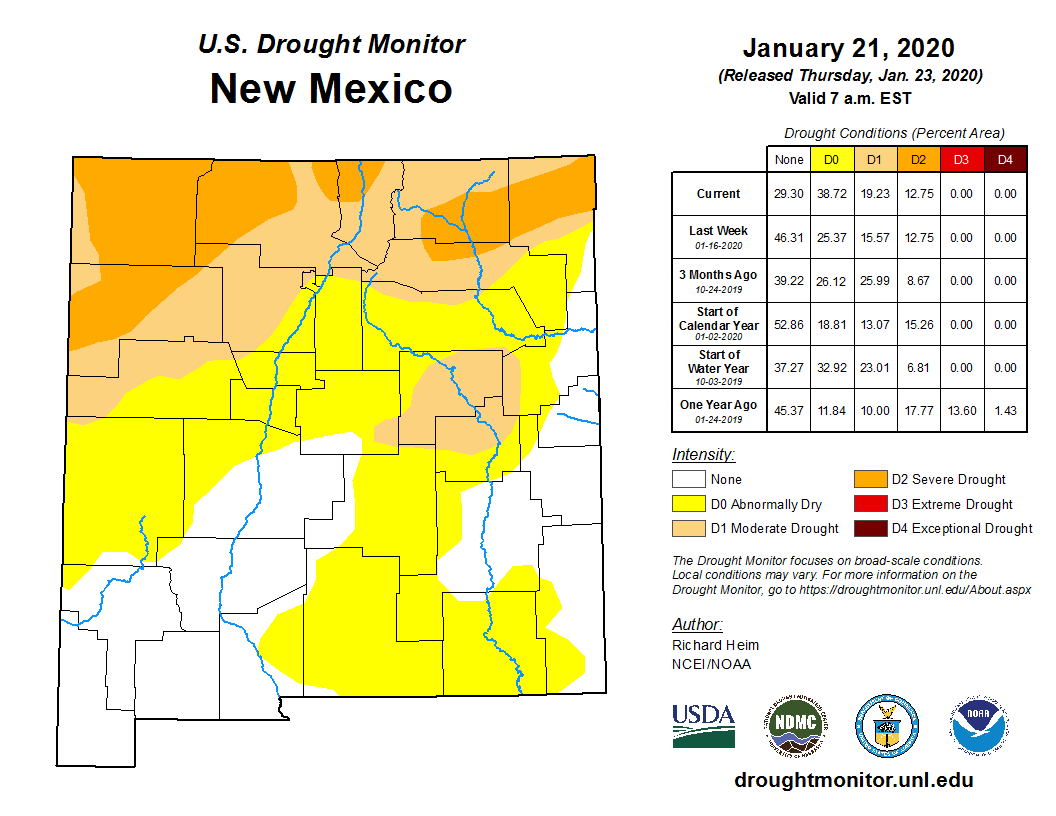 U.S. Drought Monitor
New Mexico
January 21, 2020
(Released Thursday, Jan. 23, 2020)
Valid 7 a.m. EST
Drought Conditions (Percent Area)
None D0 D1 D2 D3 D4
Current 29.30 38.72 19.23 12.75 0.00 0.00
Last Week
01-16-2020 46.31 25.37 15.57 12.75 0.00 0.00
3 Months Ago
10-24-2019 39.22 26.12 25.99 8.67 0.00 0.00
Start of
Calendar Year
01-02-2020 52.86 18.81 13.07 15.26 0.00 0.00
Start of
Water Year
10-03-2019 37.27 32.92 23.01 6.81 0.00 0.00
One Year Ago
01-24-2019 45.37 11.84 10.00 17.77 13.60 1.43
Intensity:
None
D0 Abnormally Dry
D1 Moderate Drought
D2 Severe Drought
D3 Extreme Drought
D4 Exceptional Drought
The Drought Monitor focuses on broad-scale conditions.
Local conditions may vary. For more information on the
Drought Monitor, go to https://droughtmonitor.unl.edu/About.aspx
Author:
Richard Heim
NCEI/NOAA
USDA
NDMC
NOAA
droughtmonitor.unl.edu